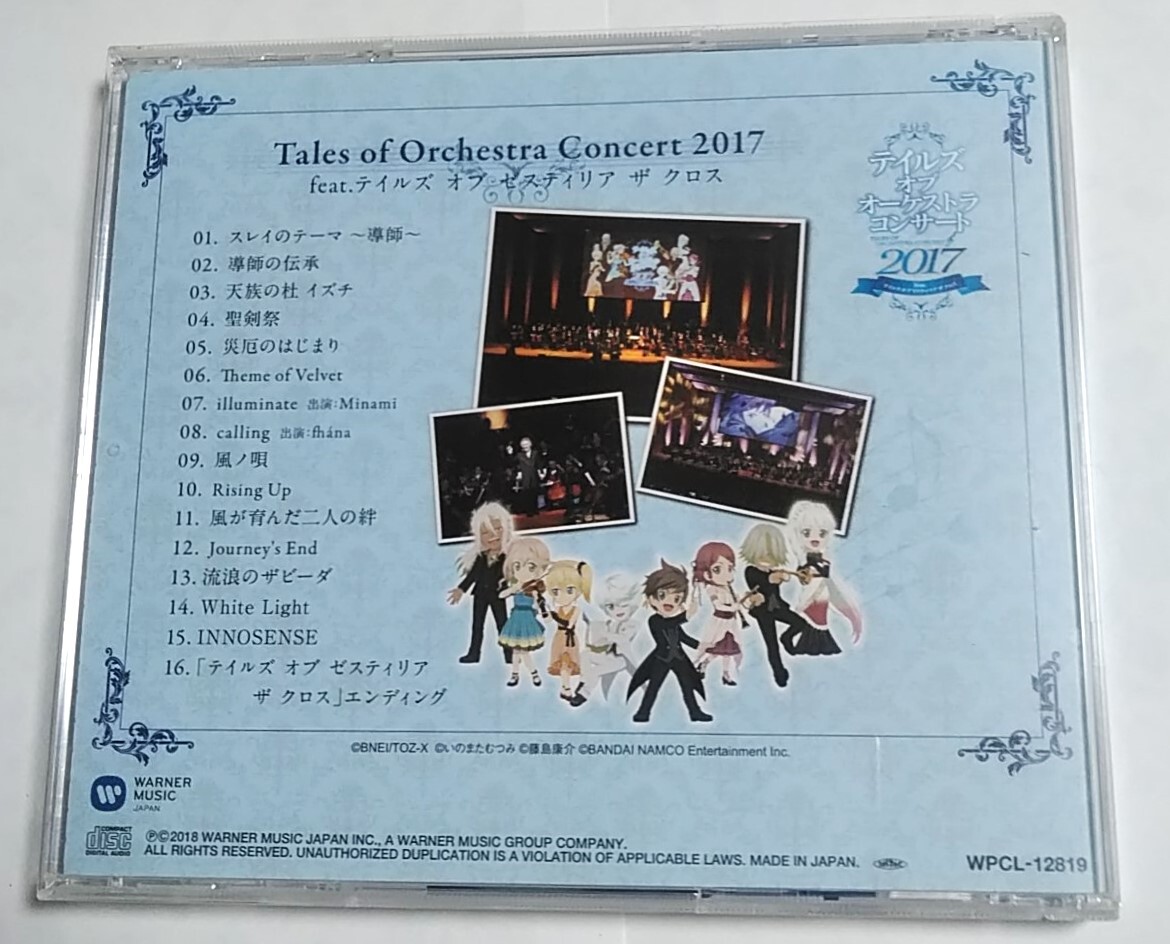 Tales of Orchestra Concert 2017
feat.テイルズ オブ ゼスティリア ザ クロス
テイルズ
オブ
オーケストラ
コンサート
2017
01. スレイのテーマ ～導師～
02. 導師の伝承
03. 天族の杜 イズチ
04. 聖剣祭
05. 災厄のはじまり
06. Theme of Velvet
07. illuminate 出演:Minami
08. calling 出演:fhána
09. 風ノ唄
10. Rising Up
11. 風が育んだ二人の絆
12. Journey's End
13. 流浪のザビーダ
14. White Light
15. INNOSENSE
16.「テイルズ オブ ゼスティリア
ザ クロス」エンディング
©BNEI/TOZ-X ©いのまたむつみ ©藤島康介 ©BANDAI NAMCO Entertainment Inc.
WARNER
MUSIC
JAPAN
COMPACT
disc
DIGITAL AUDIO
℗©2018 WARNER MUSIC JAPAN INC., A WARNER MUSIC GROUP COMPANY.
ALL RIGHTS RESERVED. UNAUTHORIZED DUPLICATION IS A VIOLATION OF APPLICABLE LAWS. MADE IN JAPAN.
WPCL-12819